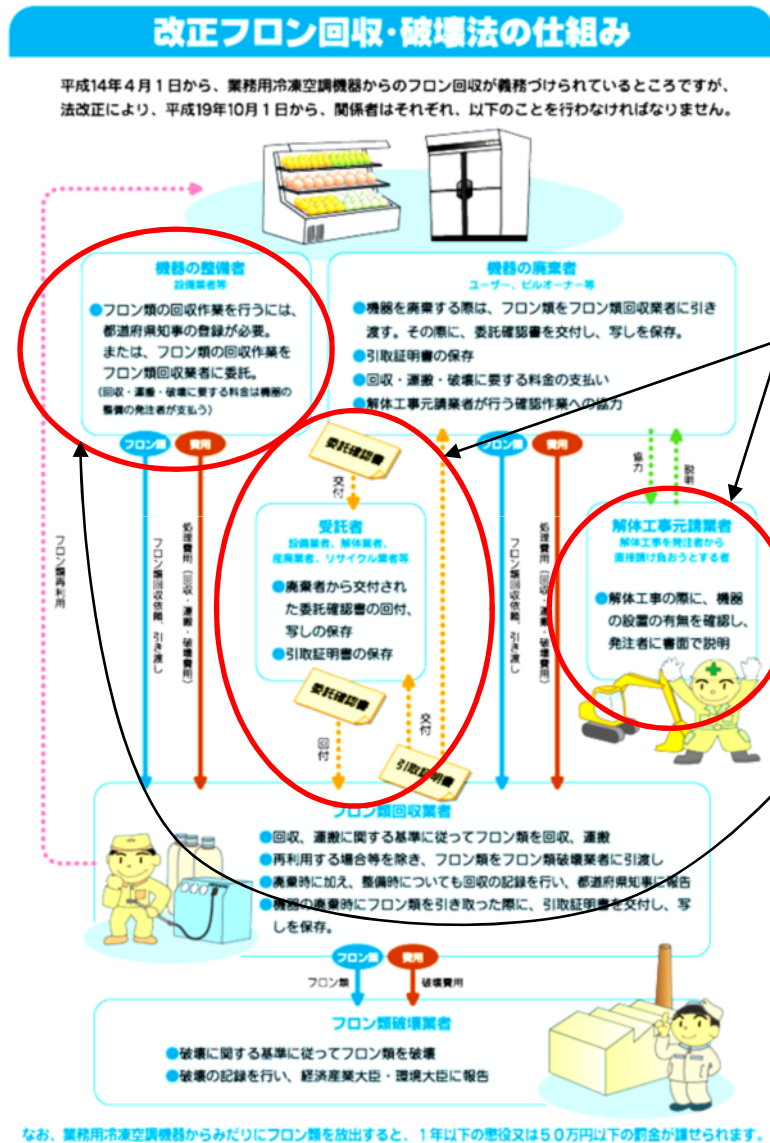 改正フロン回収・破壊法の仕組み
平成14年４月１日から、業務用冷凍空調機器からのフロン回収が義務づけられているところですが、
法改正により、平成19年10月１日から、関係者はそれぞれ、以下のことを行わなければなりません。
機器の整備者
設備業者等
●フロン類の回収作業を行うには、
都道府県知事の登録が必要。
または、フロン類の回収作業を
フロン類回収業者に委託。
（回収・運搬・破壊に要する料金は機器の
整備の発注者が支払う）
機器の廃棄者
ユーザー、ビルオーナー等
●機器を廃棄する際は、フロン類をフロン類回収業者に引き
渡す。その際に、委託確認書を交付し、写しを保存。
●引取証明書の保存
●回収・運搬・破壊に要する料金の支払い
●解体工事元請業者が行う確認作業への協力
フロン類
費用
委託確認書
交付
フロン類
費用
協力
説明
フロン類再利用
フロン類回収依頼、引き渡し
処理費用（回収・運搬・破壊費用）
受託者
設備業者、解体業者、
産廃業者、リサイクル業者等
●廃棄者から交付され
た委託確認書の回付、
写しの保存
●引取証明書の保存
委託確認書
回付
交付
引取証明書
フロン類回収依頼、引き渡し
処理費用（回収・運搬・破壊費用）
解体工事元請業者
解体工事を発注者から
直接請け負おうとする者
●解体工事の際に、機器
の設置の有無を確認し、
発注者に書面で説明
フロン類回収業者
●回収、運搬に関する基準に従ってフロン類を回収、運搬
●再利用する場合等を除き、フロン類をフロン類破壊業者に引渡し
●廃棄時に加え、整備時についても回収の記録を行い、都道府県知事に報告
●機器の廃棄時にフロン類を引き取った際に、引取証明書を交付し、写
しを保存。
フロン類
費用
フロン類
破壊費用
フロン類破壊業者
●破壊に関する基準に従ってフロン類を破壊
●破壊の記録を行い、経済産業大臣・環境大臣に報告
なお、業務用冷凍空調機器からみだりにフロン類を放出すると、１年以下の懲役又は５０万円以下の罰金が課せられます。